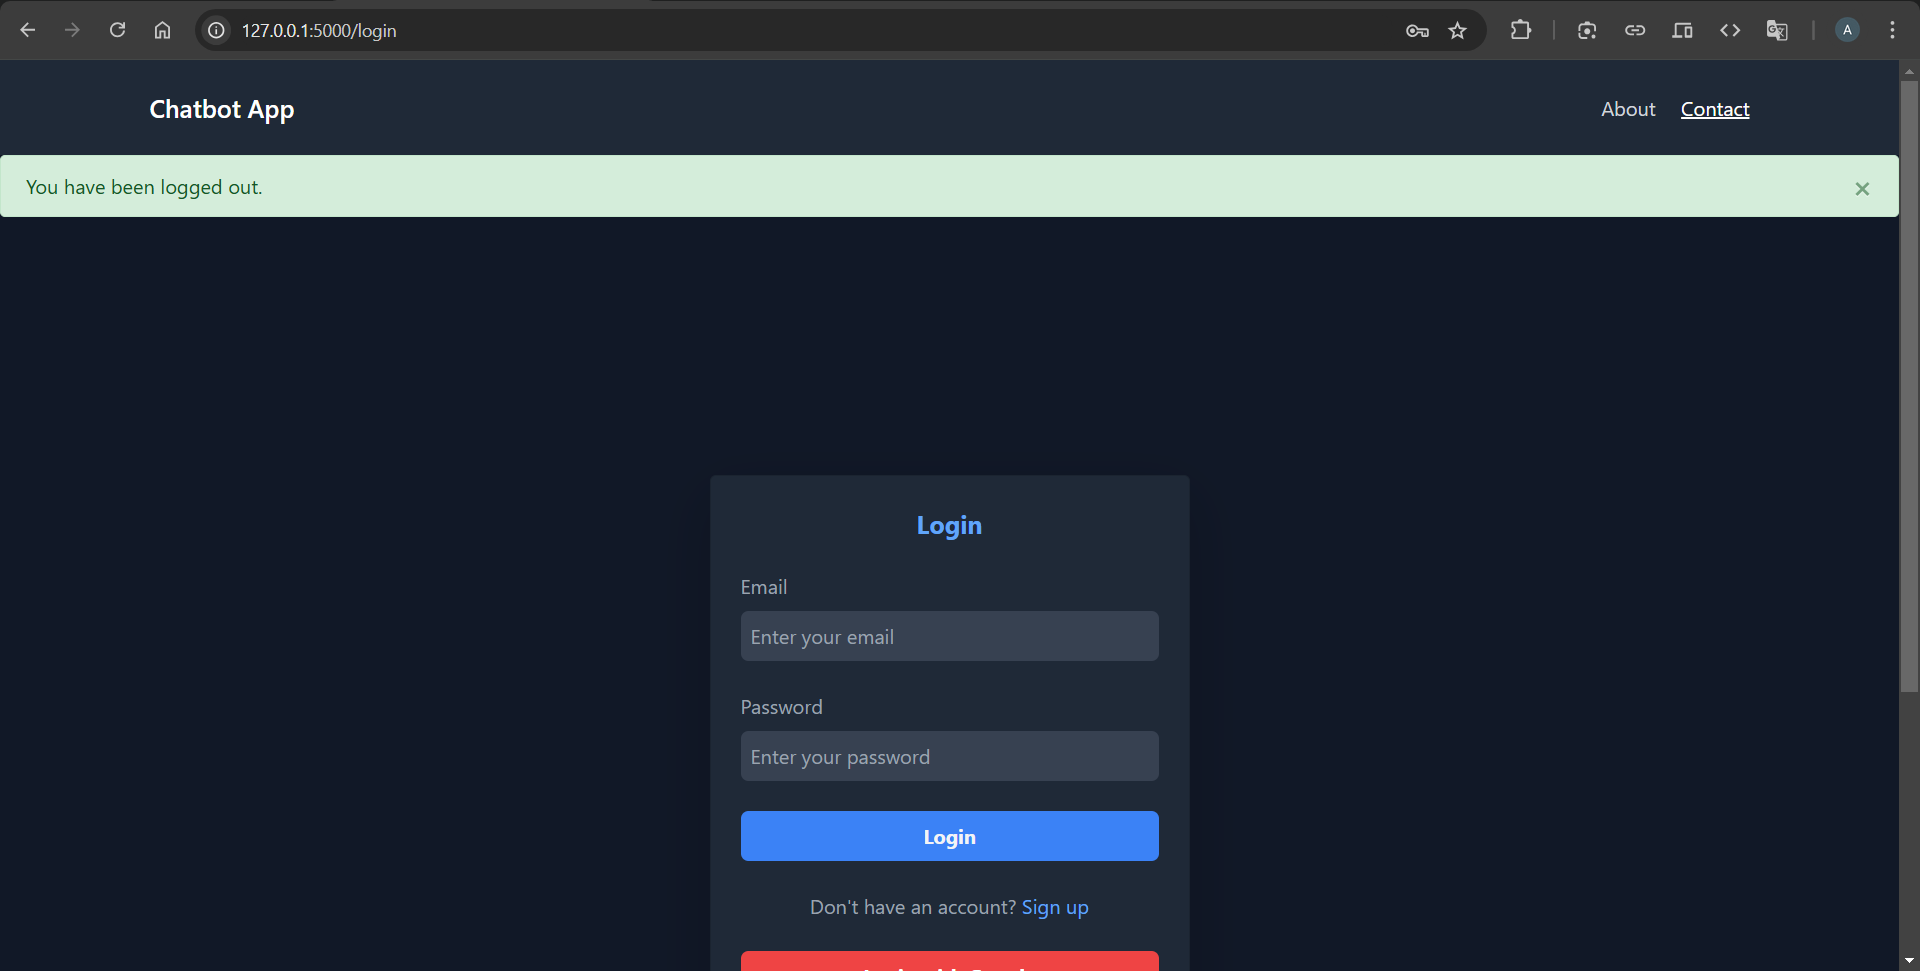 127.0.0.1:5000/login
A
Chatbot App
About Contact
You have been logged out.
×
Login
Email
Enter your email
Password
Enter your password
Login
Don't have an account? Sign up